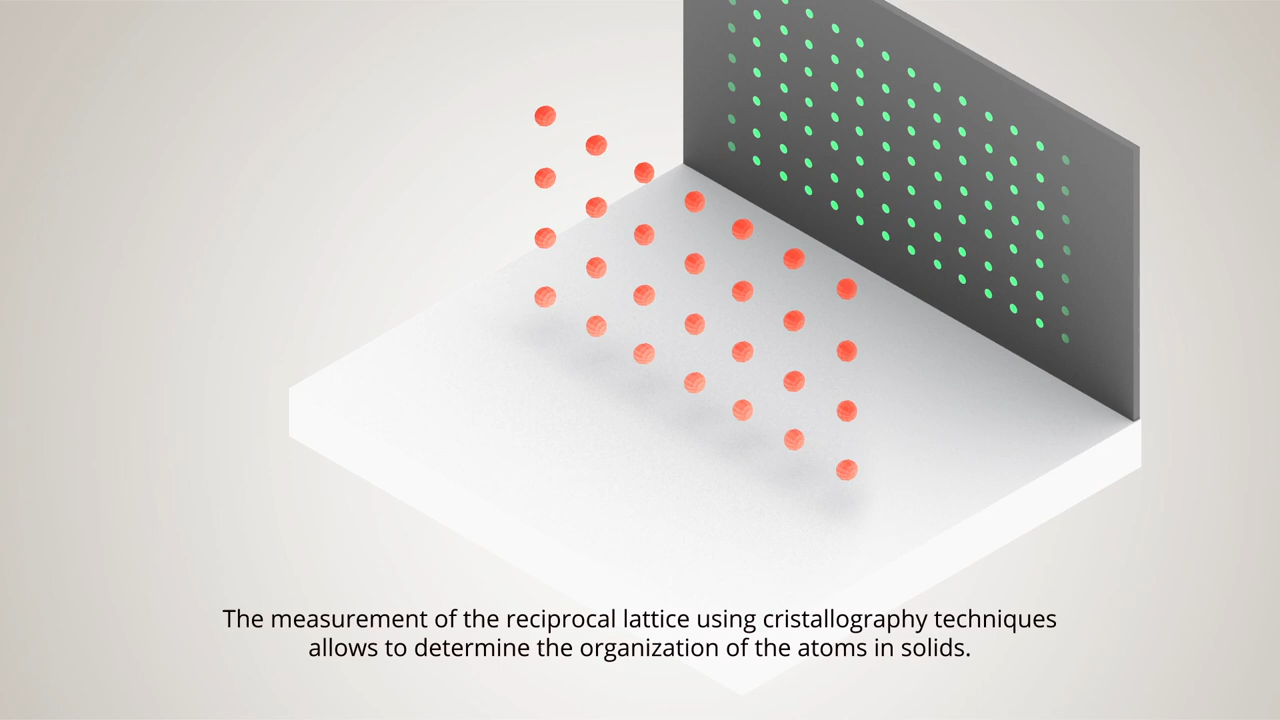 The measurement of the reciprocal lattice using cristallography techniques
allows to determine the organization of the atoms in solids.